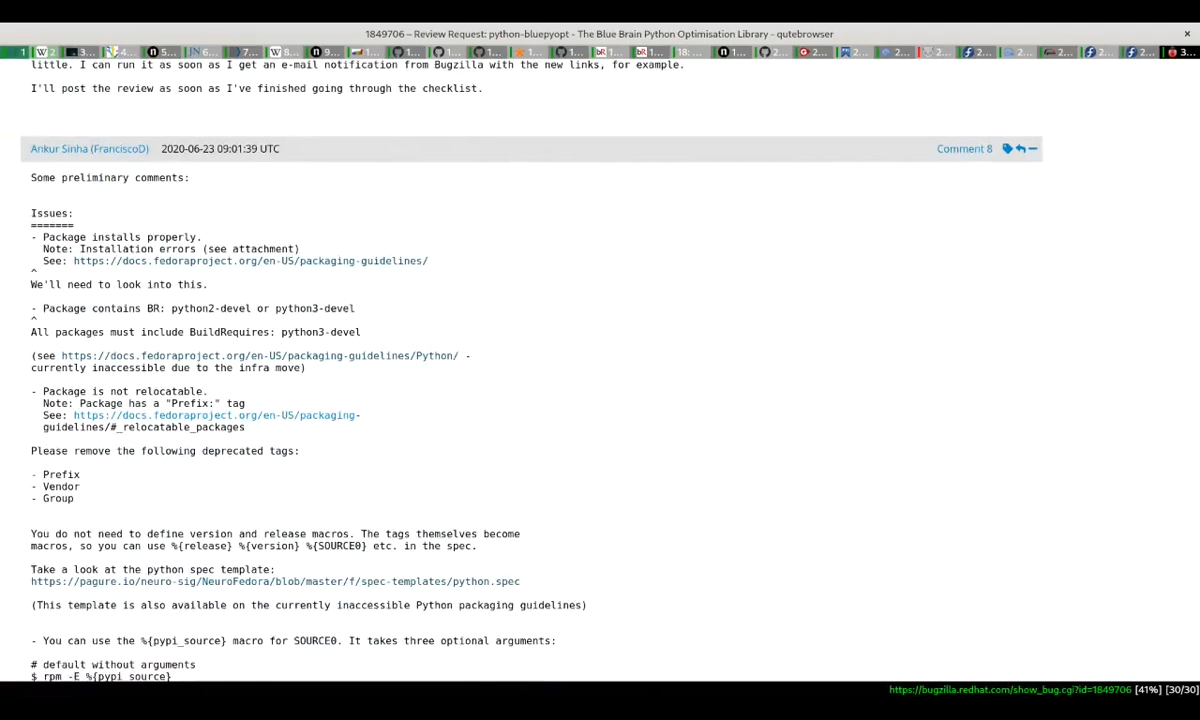 1849706 – Review Request: python-bluepyopt - The Blue Brain Python Optimisation Library - qutebrowser
little. I can run it as soon as I get an e-mail notification from Bugzilla with the new links, for example.
I'll post the review as soon as I've finished going through the checklist.
Ankur Sinha (FranciscoD) 2020-06-23 09:01:39 UTC Comment 8
Some preliminary comments:
Issues:
=======
- Package installs properly.
Note: Installation errors (see attachment)
See: https://docs.fedoraproject.org/en-US/packaging-guidelines/
^
We'll need to look into this.
- Package contains BR: python2-devel or python3-devel
^
All packages must include BuildRequires: python3-devel
(see https://docs.fedoraproject.org/en-US/packaging-guidelines/Python/ -
currently inaccessible due to the infra move)
- Package is not relocatable.
Note: Package has a "Prefix:" tag
See: https://docs.fedoraproject.org/en-US/packaging-
guidelines/#_relocatable_packages
Please remove the following deprecated tags:
- Prefix
- Vendor
- Group
You do not need to define version and release macros. The tags themselves become
macros, so you can use %{release} %{version} %{SOURCE0} etc. in the spec.
Take a look at the python spec template:
https://pagure.io/neuro-sig/NeuroFedora/blob/master/f/spec-templates/python.spec
(This template is also available on the currently inaccessible Python packaging guidelines)
- You can use the %{pypi_source} macro for SOURCE0. It takes three optional arguments:
# default without arguments
$ rpm -E %{pypi_source}
https://bugzilla.redhat.com/show_bug.cgi?id=1849706 [41%] [30/30]